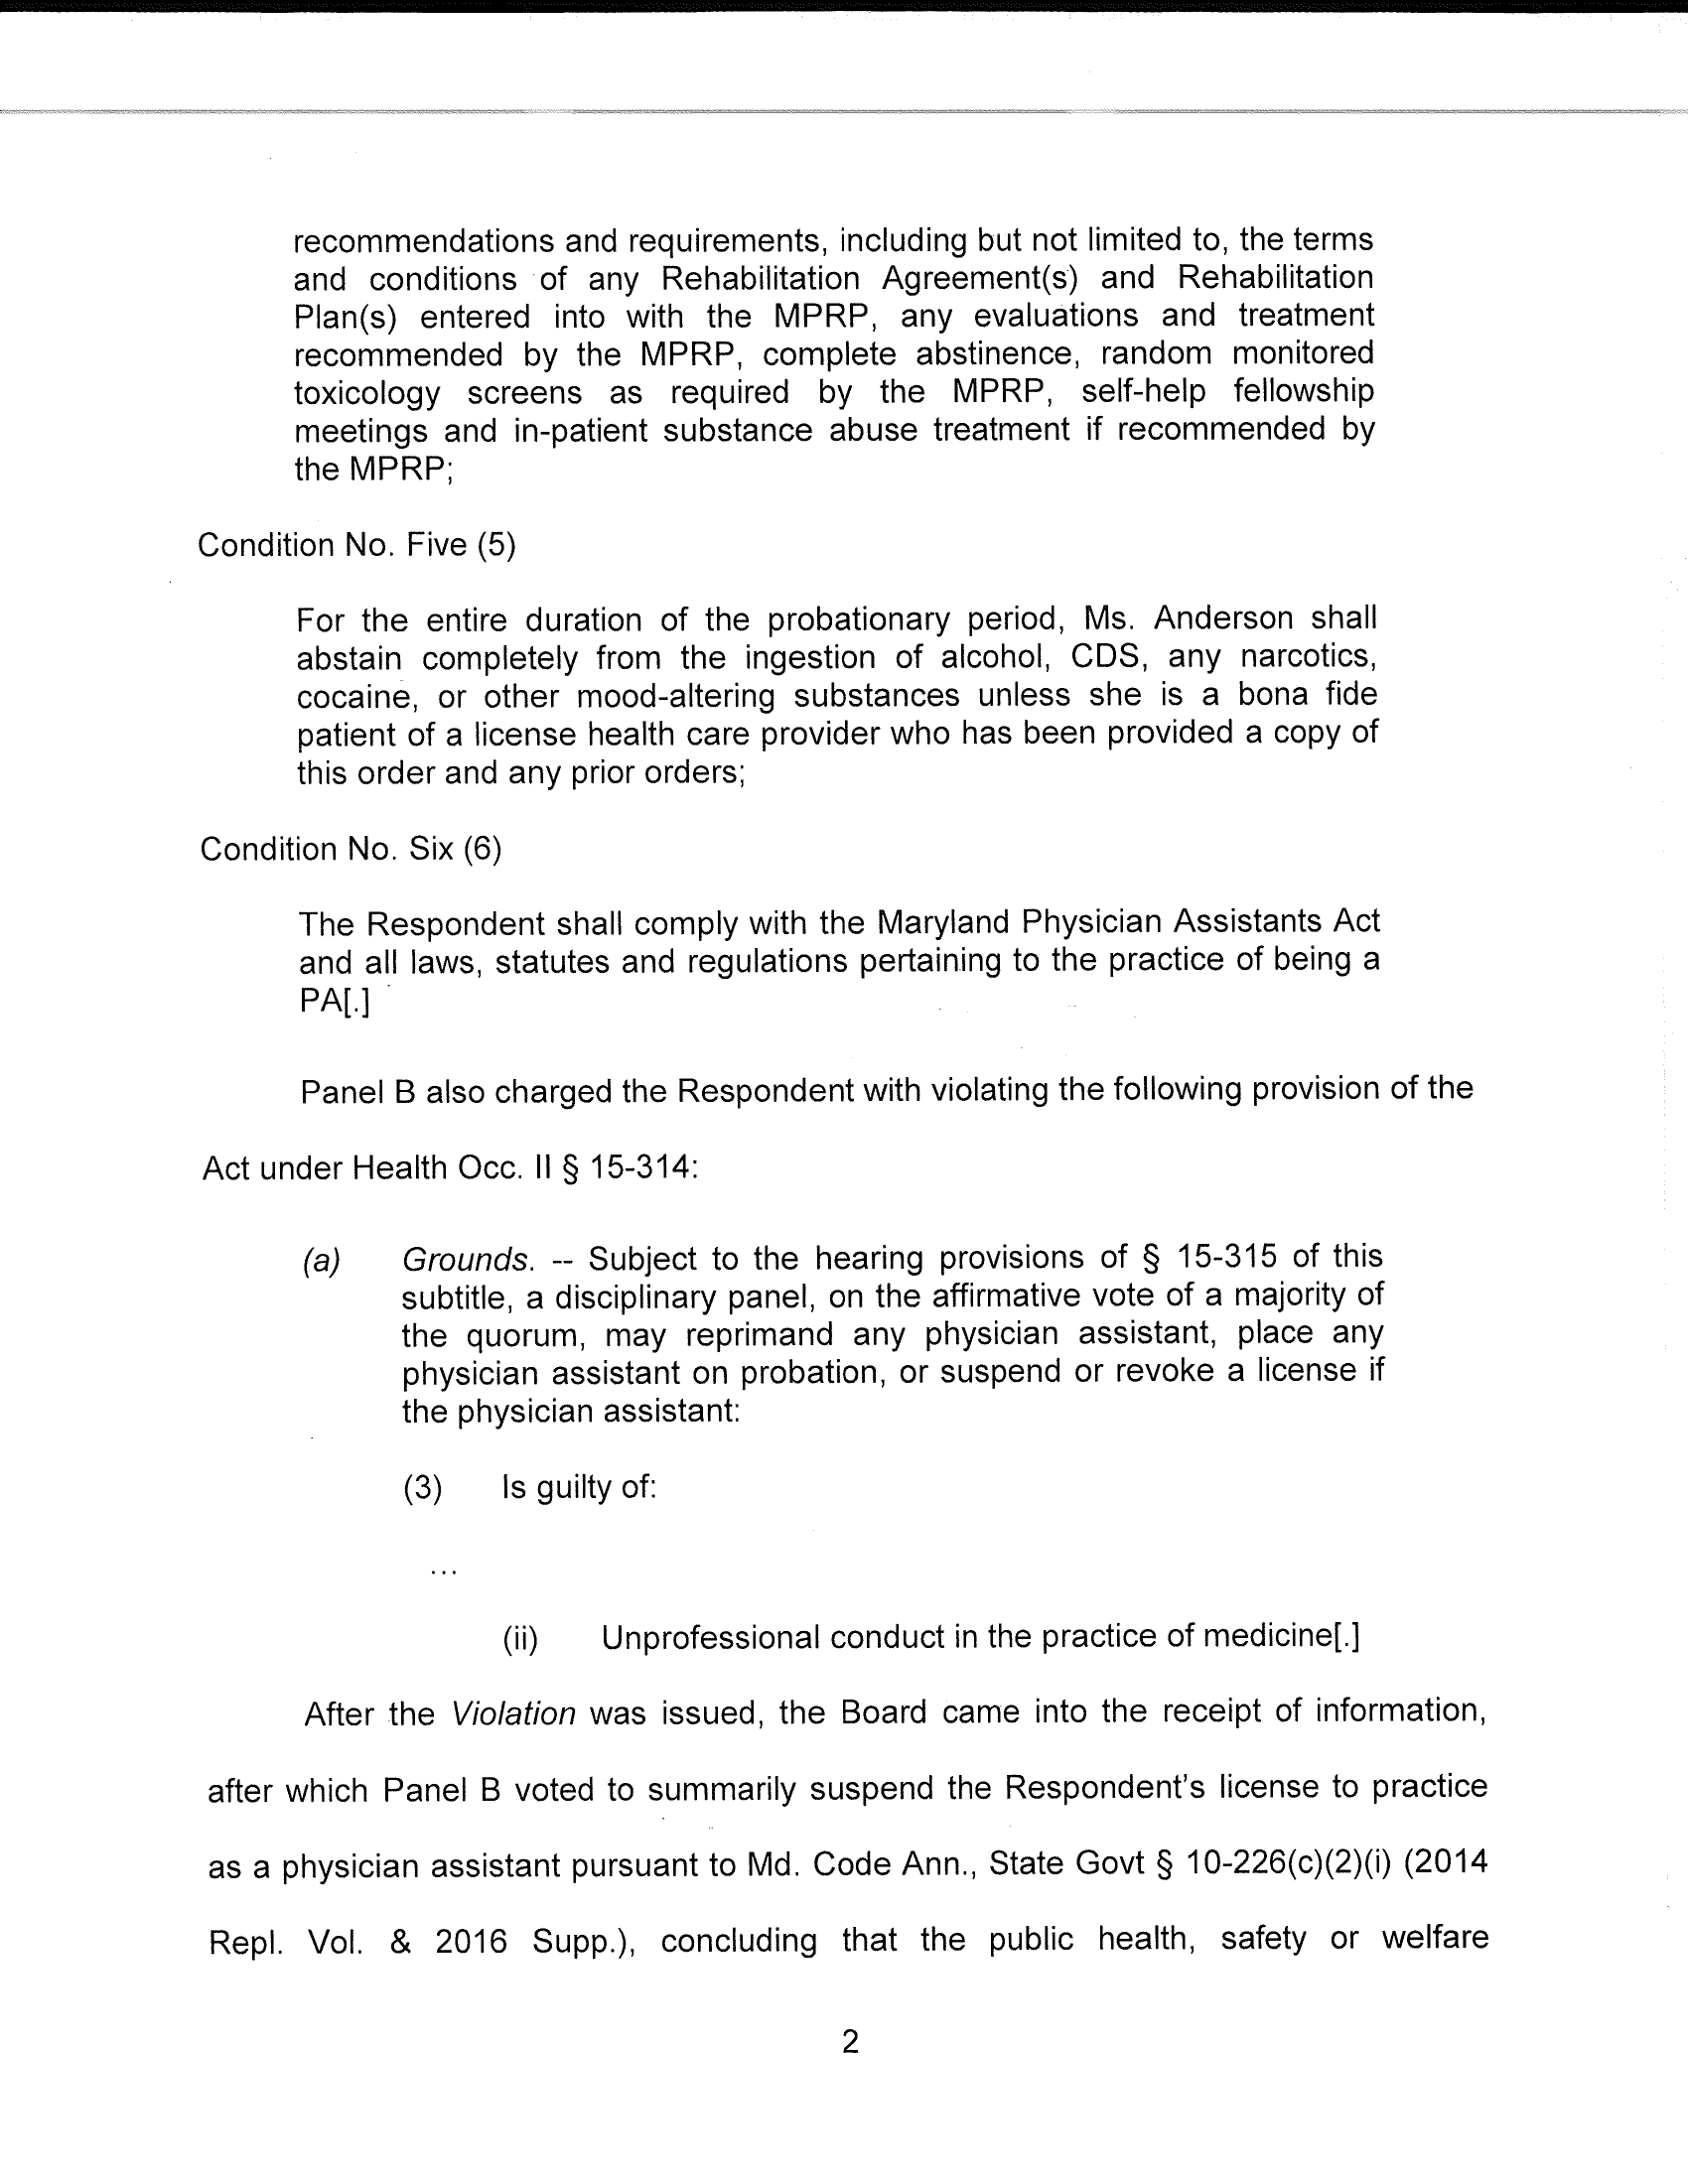 recommendations and requirements, including but not limited to, the terms
and conditions of any Rehabilitation Agreement(s) and Rehabilitation
Plan(s) entered into with the MPRP, any evaluations and treatment
recommended by the MPRP, complete abstinence, random monitored
toxicology screens as required by the MPRP, self-help fellowship
meetings and in-patient substance abuse treatment if recommended by
the MPRP;
Condition No. Five (5)
For the entire duration of the probationary period, Ms. Anderson shall
abstain completely from the ingestion of alcohol, CDS, any narcotics,
cocaine, or other mood-altering substances unless she is a bona fide
patient of a license health care provider who has been provided a copy of
this order and any prior orders;
Condition No. Six (6)
The Respondent shall comply with the Maryland Physician Assistants Act
and all laws, statutes and regulations pertaining to the practice of being a
PA[.]
Panel B also charged the Respondent with violating the following provision of the
Act under Health Occ. II § 15-314:
(a) Grounds. -- Subject to the hearing provisions of § 15-315 of this
subtitle, a disciplinary panel, on the affirmative vote of a majority of
the quorum, may reprimand any physician assistant, place any
physician assistant on probation, or suspend or revoke a license if
the physician assistant:
(3) Is guilty of:
...
(ii) Unprofessional conduct in the practice of medicine[.]
After the Violation was issued, the Board came into the receipt of information,
after which Panel B voted to summarily suspend the Respondent's license to practice
as a physician assistant pursuant to Md. Code Ann., State Govt § 10-226(c)(2)(i) (2014
Repl. Vol. & 2016 Supp.), concluding that the public health, safety or welfare
2